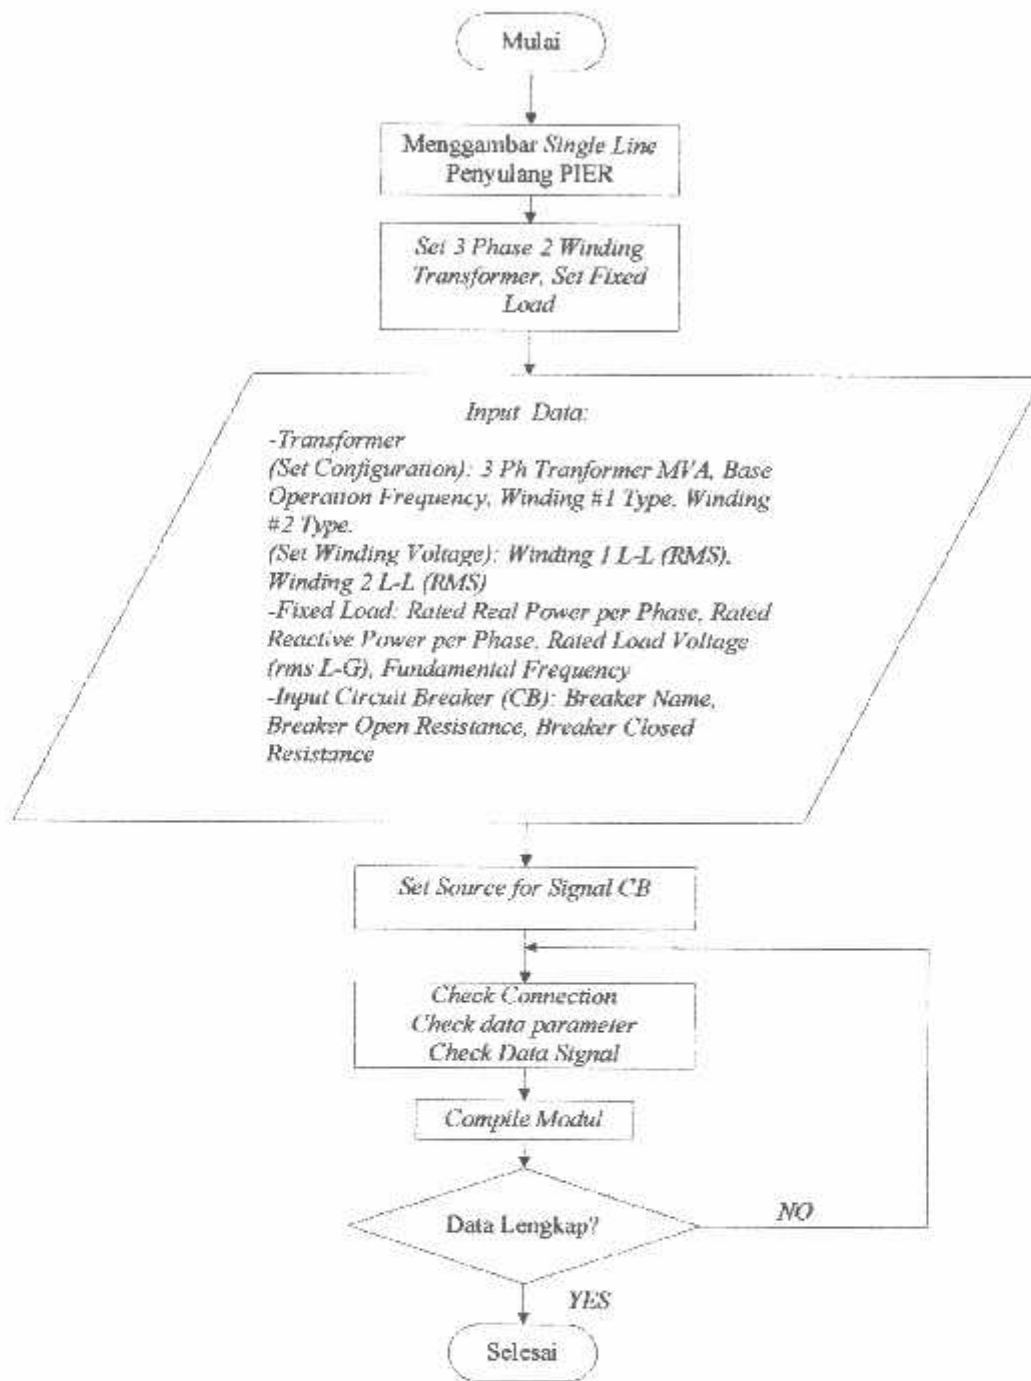 Mulai
Menggambar Single Line
Penyulang PIER
Set 3 Phase 2 Winding
Transformer, Set Fixed
Load
Input Data:
-Transformer
(Set Configuration): 3 Ph Tranformer MVA, Base
Operation Frequency, Winding #1 Type, Winding
#2 Type.
(Set Winding Voltage): Winding 1 L-L (RMS),
Winding 2 L-L (RMS)
-Fixed Load: Rated Real Power per Phase, Rated
Reactive Power per Phase, Rated Load Voltage
(rms L-G), Fundamental Frequency
-Input Circuit Breaker (CB): Breaker Name,
Breaker Open Resistance, Breaker Closed
Resistance
Set Source for Signal CB
Check Connection
Check data parameter
Check Data Signal
Compile Modul
Data Lengkap?
NO
YES
Selesai